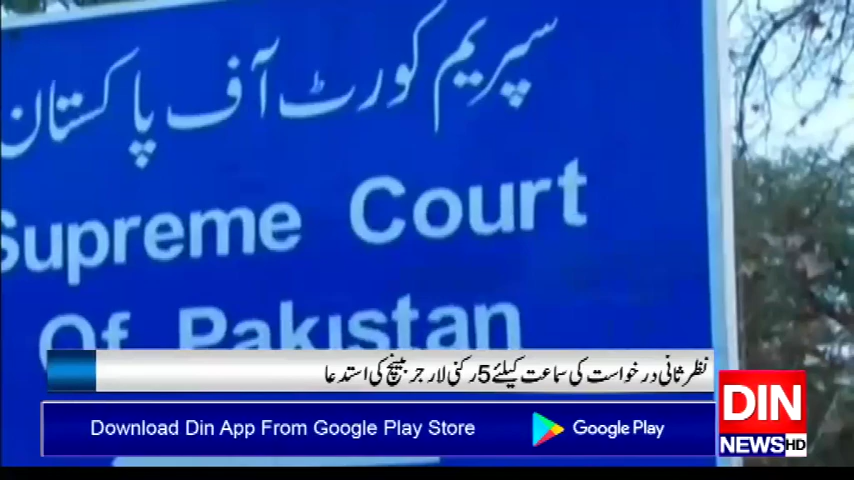 سپریم کورٹ آف پاکستان
Supreme Court
Of Pakistan
نظرثانی درخواست کی سماعت کیلئے 5 رکنی لارجر بینچ کی استدعا
Download Din App From Google Play Store
Google Play
DIN
NEWS HD